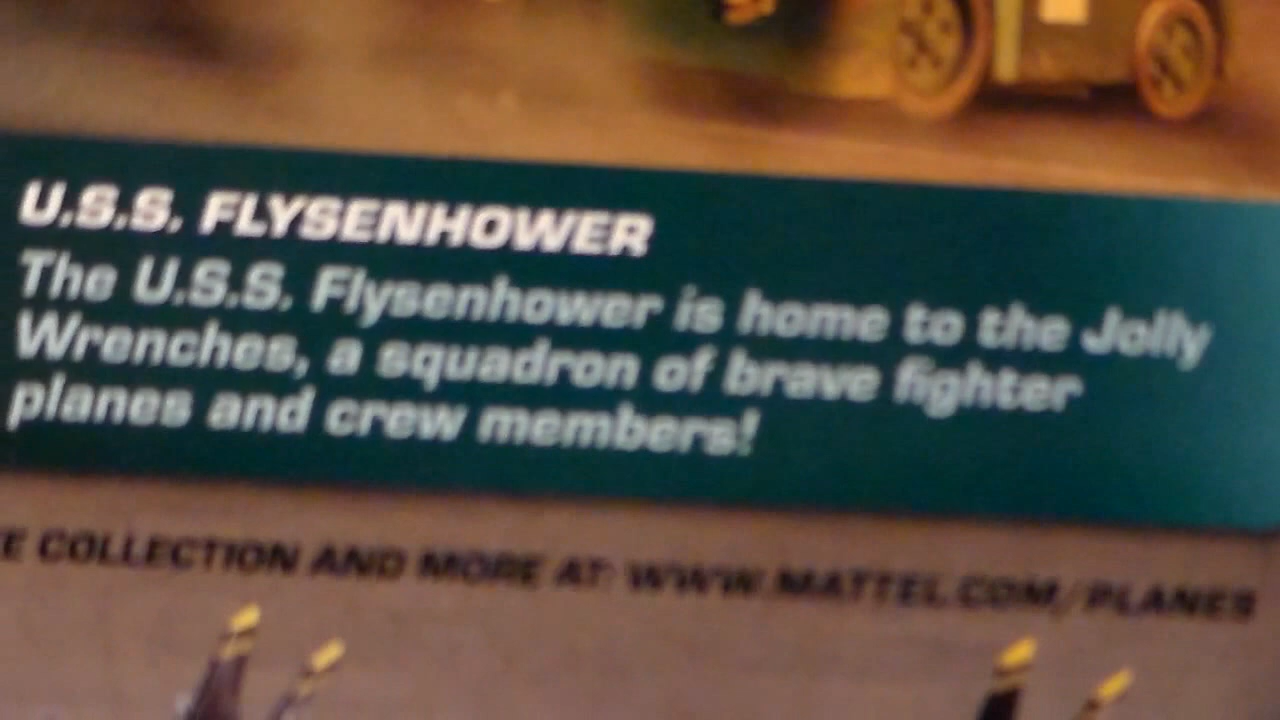 U.S.S. FLYSENHOWER
The U.S.S. Flysenhower is home to the Jolly
Wrenches, a squadron of brave fighter
planes and crew members!
E COLLECTION AND MORE AT: WWW.MATTEL.COM/PLANES